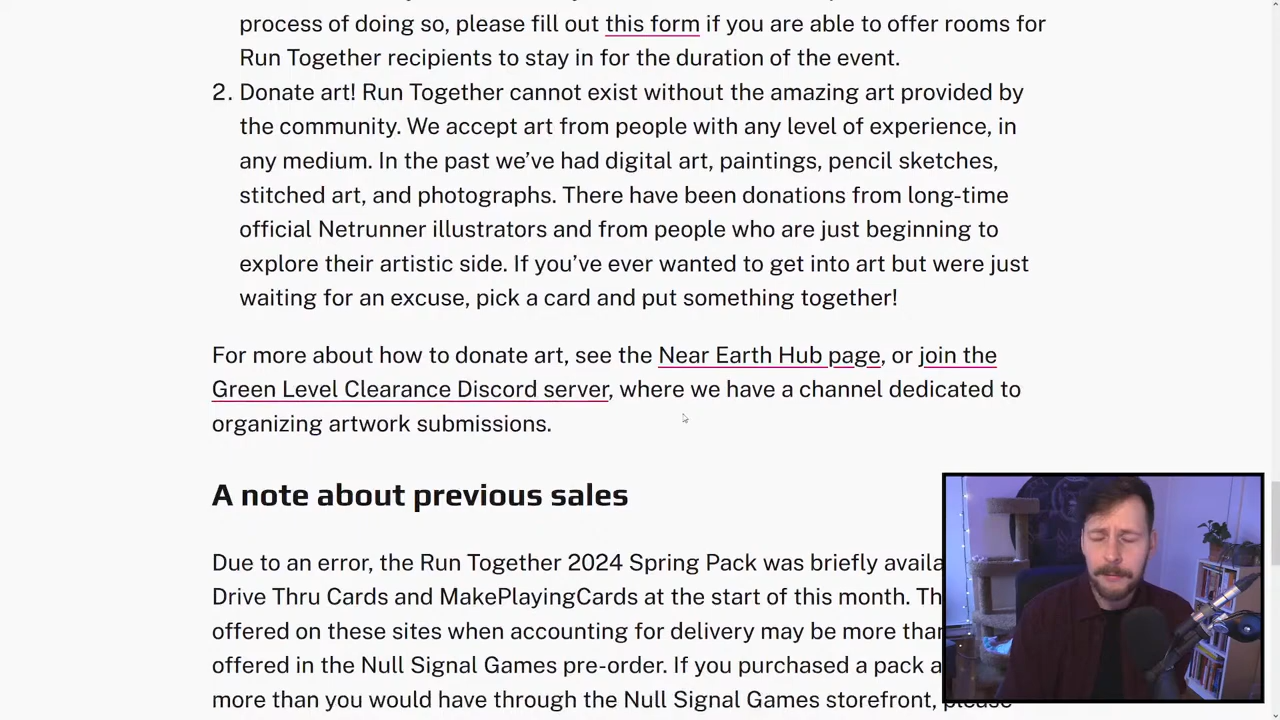 process of doing so, please fill out this form if you are able to offer rooms for
Run Together recipients to stay in for the duration of the event.
2. Donate art! Run Together cannot exist without the amazing art provided by
the community. We accept art from people with any level of experience, in
any medium. In the past we’ve had digital art, paintings, pencil sketches,
stitched art, and photographs. There have been donations from long-time
official Netrunner illustrators and from people who are just beginning to
explore their artistic side. If you’ve ever wanted to get into art but were just
waiting for an excuse, pick a card and put something together!
For more about how to donate art, see the Near Earth Hub page, or join the
Green Level Clearance Discord server, where we have a channel dedicated to
organizing artwork submissions.
A note about previous sales
Due to an error, the Run Together 2024 Spring Pack was briefly availa
Drive Thru Cards and MakePlayingCards at the start of this month. Th
offered on these sites when accounting for delivery may be more than
offered in the Null Signal Games pre-order. If you purchased a pack a
more than you would have through the Null Signal Games storefront, please